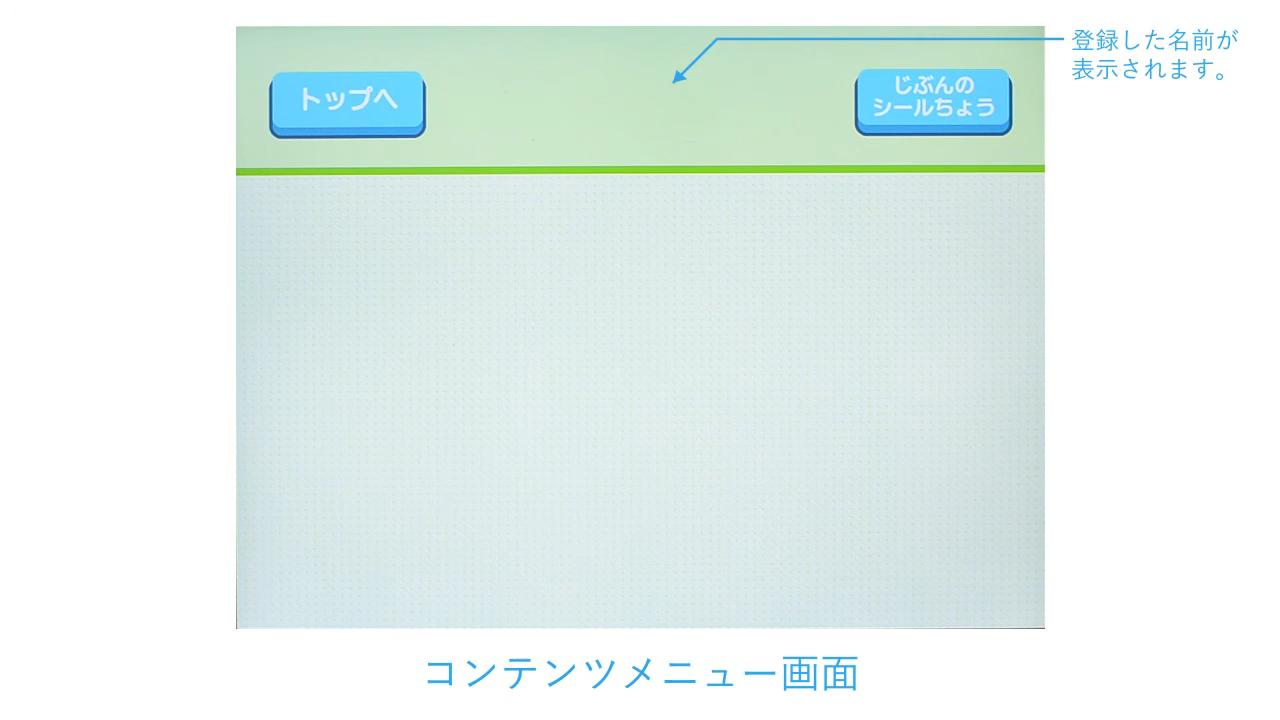 登録した名前が
表示されます。
トップへ
じぶんの
シールちょう
コンテンツメニュー画面